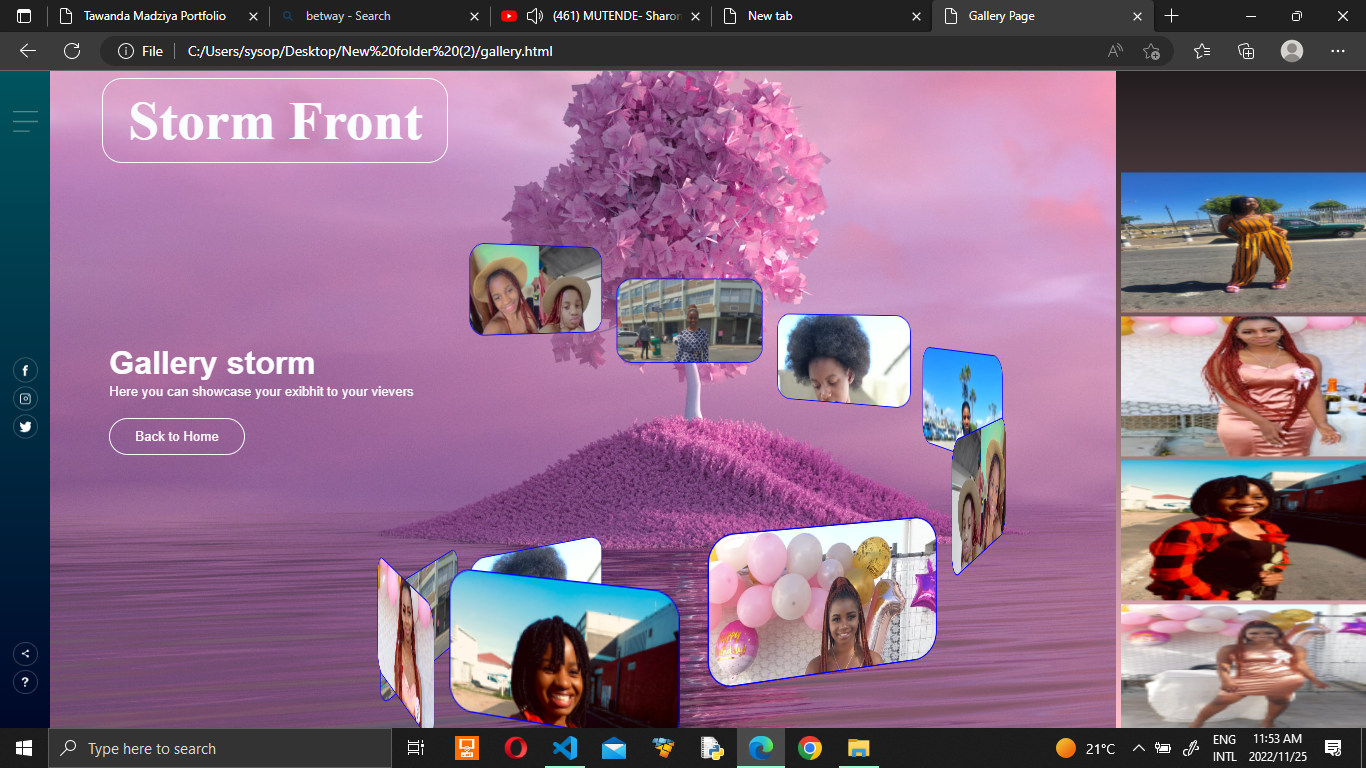 Tawanda Madziya Portfolio
betway - Search
(461) MUTENDE- Sharon
New tab
Gallery Page
File
C:/Users/sysop/Desktop/New%20folder%20(2)/gallery.html
Storm Front
Gallery storm
Here you can showcase your exibhit to your vievers
Back to Home
?
Type here to search
21°C
ENG
INTL
11:53 AM
2022/11/25